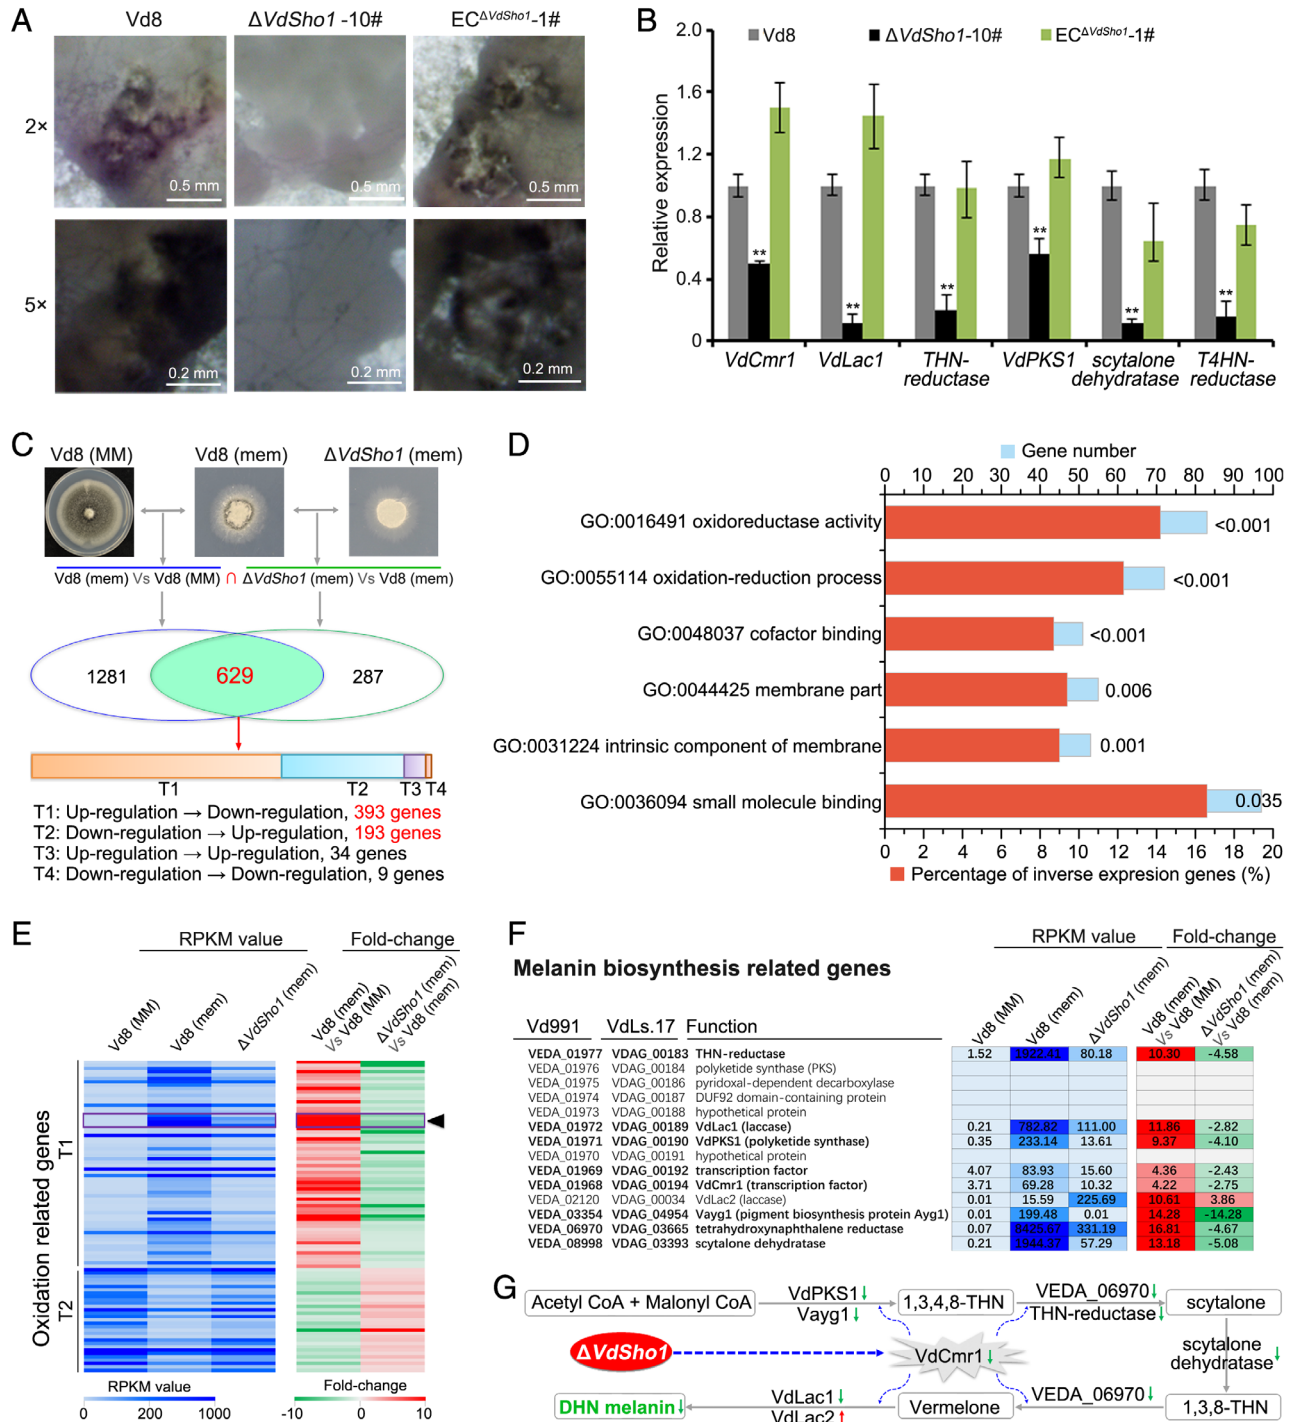 A
Vd8
ΔVdSho1 -10#
EC^ΔVdSho1-1#
2×
0.5 mm
0.5 mm
0.5 mm
5×
0.2 mm
0.2 mm
0.2 mm
B
Vd8
ΔVdSho1-10#
EC^ΔVdSho1-1#
Relative expression
2.0
1.6
1.2
0.8
0.4
0
**
**
**
**
**
**
VdCmr1
VdLac1
THN-
reductase
VdPKS1
scytalone
dehydratase
T4HN-
reductase
C
Vd8 (MM)
Vd8 (mem)
ΔVdSho1 (mem)
Vd8 (mem) Vs Vd8 (MM) ∩ ΔVdSho1 (mem) Vs Vd8 (mem)
1281
629
287
T1
T2
T3
T4
T1: Up-regulation → Down-regulation, 393 genes
T2: Down-regulation → Up-regulation, 193 genes
T3: Up-regulation → Up-regulation, 34 genes
T4: Down-regulation → Down-regulation, 9 genes
D
Gene number
0 10 20 30 40 50 60 70 80 90 100
GO:0016491 oxidoreductase activity
<0.001
GO:0055114 oxidation-reduction process
<0.001
GO:0048037 cofactor binding
<0.001
GO:0044425 membrane part
0.006
GO:0031224 intrinsic component of membrane
0.001
GO:0036094 small molecule binding
0.035
0 2 4 6 8 10 12 14 16 18 20
Percentage of inverse expresion genes (%)
E
RPKM value
Fold-change
Vd8 (MM)
Vd8 (mem)
ΔVdSho1 (mem)
Vd8 (mem)
Vs Vd8 (MM)
ΔVdSho1 (mem)
Vs Vd8 (mem)
Oxidation related genes
T1
T2
RPKM value
0 200 1000
Fold-change
-10 0 10
F
Melanin biosynthesis related genes
RPKM value
Fold-change
Vd8 (MM)
Vd8 (mem)
ΔVdSho1 (mem)
Vd8 (mem)
Vs Vd8 (MM)
ΔVdSho1 (mem)
Vs Vd8 (mem)
Vd991 VdLs.17 Function
VEDA_01977 VDAG_00183 THN-reductase 1.52 1922.41 80.18 10.30 -4.58
VEDA_01976 VDAG_00184 polyketide synthase (PKS)
VEDA_01975 VDAG_00186 pyridoxal-dependent decarboxylase
VEDA_01974 VDAG_00187 DUF92 domain-containing protein
VEDA_01973 VDAG_00188 hypothetical protein
VEDA_01972 VDAG_00189 VdLac1 (laccase) 0.21 782.82 111.00 11.86 -2.82
VEDA_01971 VDAG_00190 VdPKS1 (polyketide synthase) 0.35 233.14 13.61 9.37 -4.10
VEDA_01970 VDAG_00191 hypothetical protein
VEDA_01969 VDAG_00192 transcription factor 4.07 83.93 15.60 4.36 -2.43
VEDA_01968 VDAG_00194 VdCmr1 (transcription factor) 3.71 69.28 10.32 4.22 -2.75
VEDA_02120 VDAG_00034 VdLac2 (laccase) 0.01 15.59 225.69 10.61 3.86
VEDA_03354 VDAG_04954 Vayg1 (pigment biosynthesis protein Ayg1) 0.01 199.48 0.01 14.28 -14.28
VEDA_06970 VDAG_03665 tetrahydroxynaphthalene reductase 0.07 8425.67 331.19 16.81 -4.67
VEDA_08998 VDAG_03393 scytalone dehydratase 0.21 1944.37 57.29 13.18 -5.08
G
Acetyl CoA + Malonyl CoA
VdPKS1↓
Vayg1↓
1,3,4,8-THN
VEDA_06970↓
THN-reductase↓
scytalone
ΔVdSho1
VdCmr1↓
scytalone
dehydratase↓
DHN melanin↓
VdLac1↓
VdLac2↑
Vermelone
VEDA_06970↓
1,3,8-THN